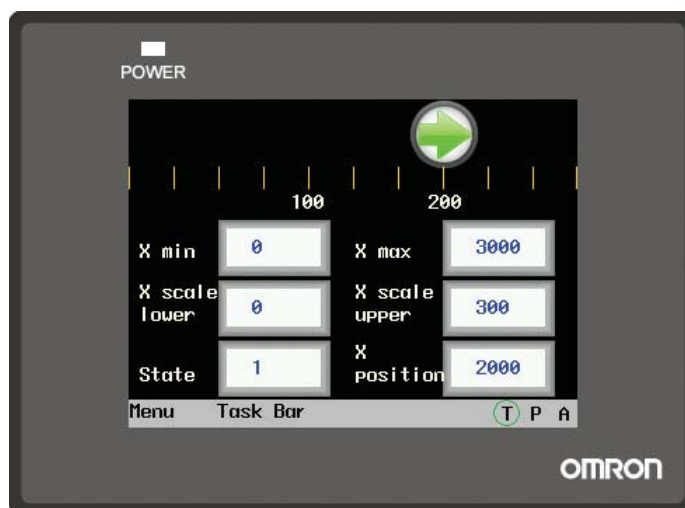 POWER
100 200
X min 0 X max 3000
X scale lower 0 X scale upper 300
State 1 X position 2000
Menu Task Bar T P A
OMRON